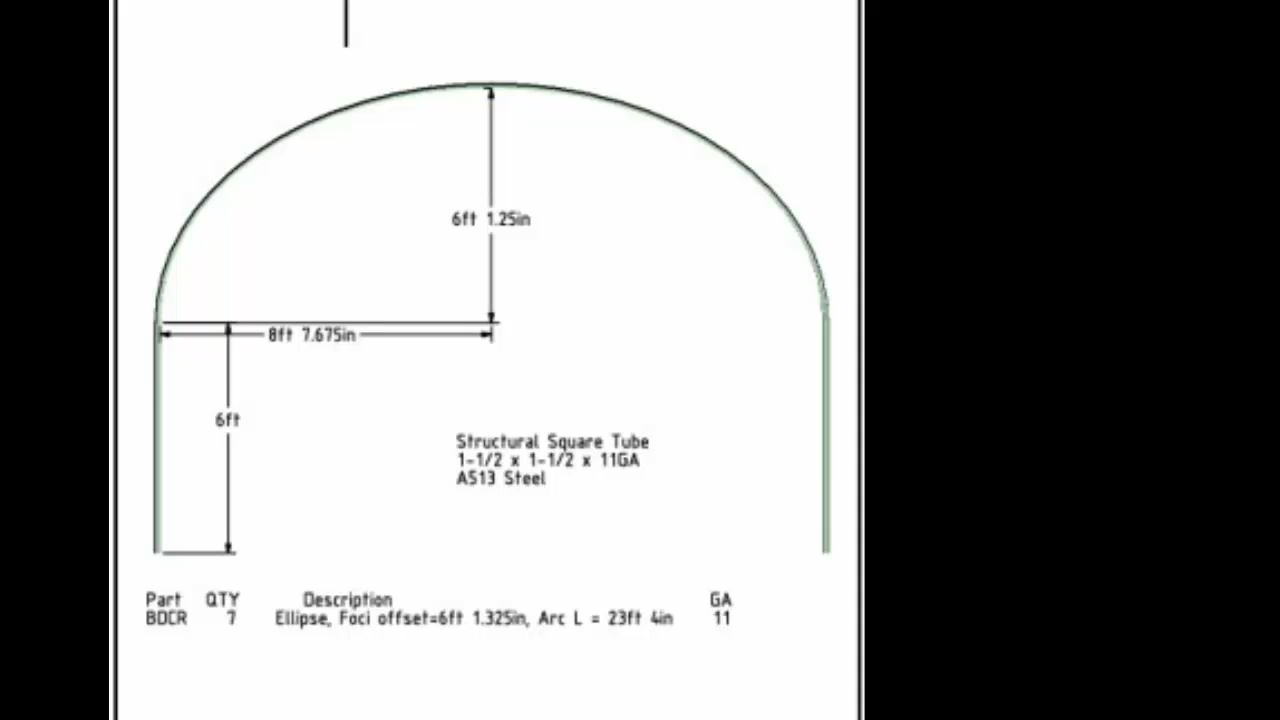 6ft 1.25in
8ft 7.675in
6ft
Structural Square Tube
1-1/2 x 1-1/2 x 11GA
A513 Steel
Part QTY Description GA
BOCR 7 Ellipse, Foci offset=6ft 1.325in, Arc L = 23ft 4in 11